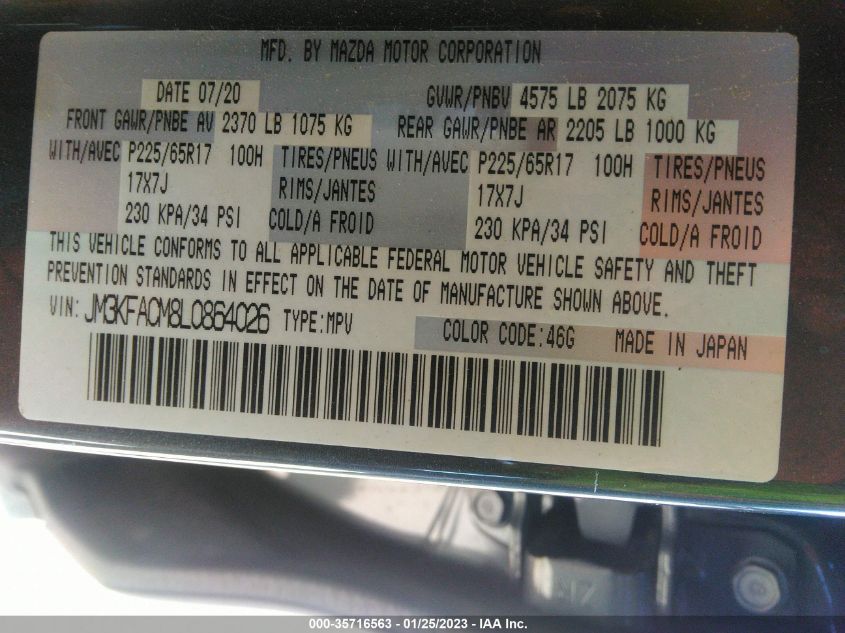 MFD. BY MAZDA MOTOR CORPORATION
DATE 07/20 GVWR/PNBV 4575 LB 2075 KG
FRONT GAWR/PNBE AV 2370 LB 1075 KG REAR GAWR/PNBE AR 2205 LB 1000 KG
WITH/AVEC P225/65R17 100H TIRES/PNEUS WITH/AVEC P225/65R17 100H TIRES/PNEUS
17X7J RIMS/JANTES 17X7J RIMS/JANTES
230 KPA/34 PSI COLD/A FROID 230 KPA/34 PSI COLD/A FROID
THIS VEHICLE CONFORMS TO ALL APPLICABLE FEDERAL MOTOR VEHICLE SAFETY AND THEFT
PREVENTION STANDARDS IN EFFECT ON THE DATE OF MANUFACTURE SHOWN ABOVE.
VIN: JM3KFACM8L0864026 TYPE:MPV COLOR CODE:46G MADE IN JAPAN
000-35716563 - 01/25/2023 - IAA Inc.